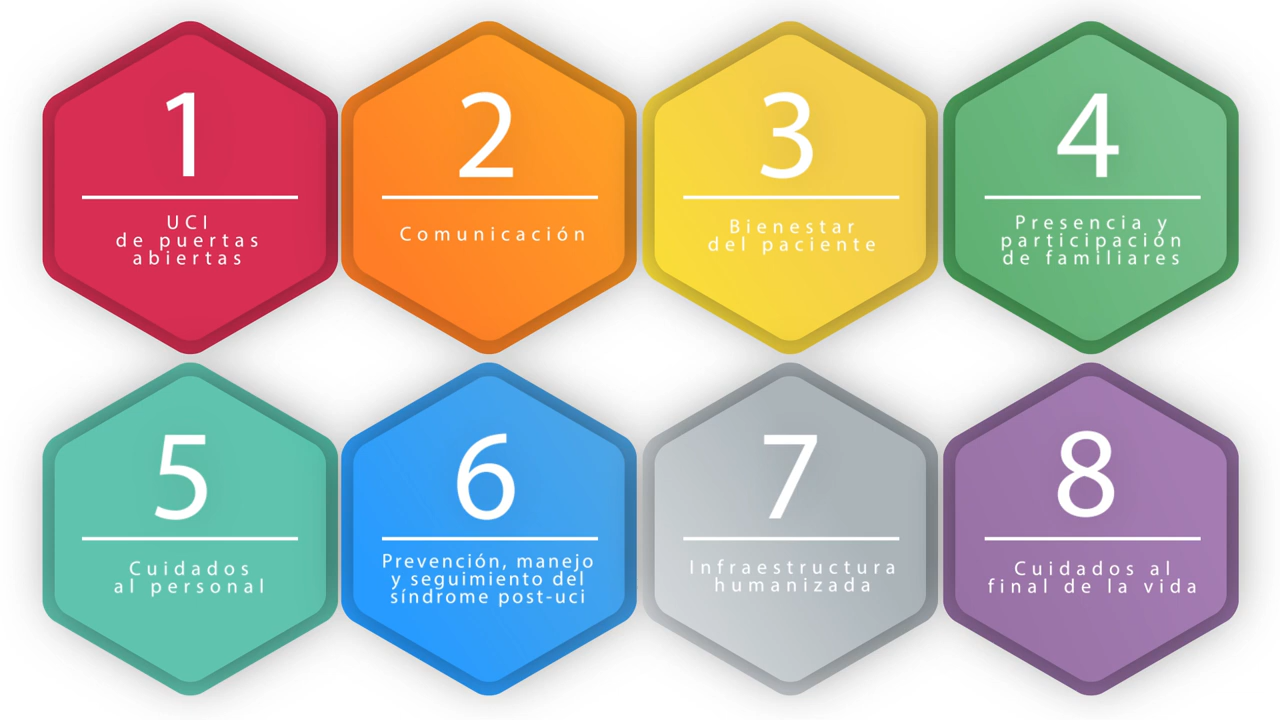 1
UCI
de puertas
abiertas
2
Comunicación
3
Bienestar
del paciente
4
Presencia y
participación
de familiares
5
Cuidados
al personal
6
Prevención, manejo
y seguimiento del
síndrome post-uci
7
Infraestructura
humanizada
8
Cuidados al
final de la vida